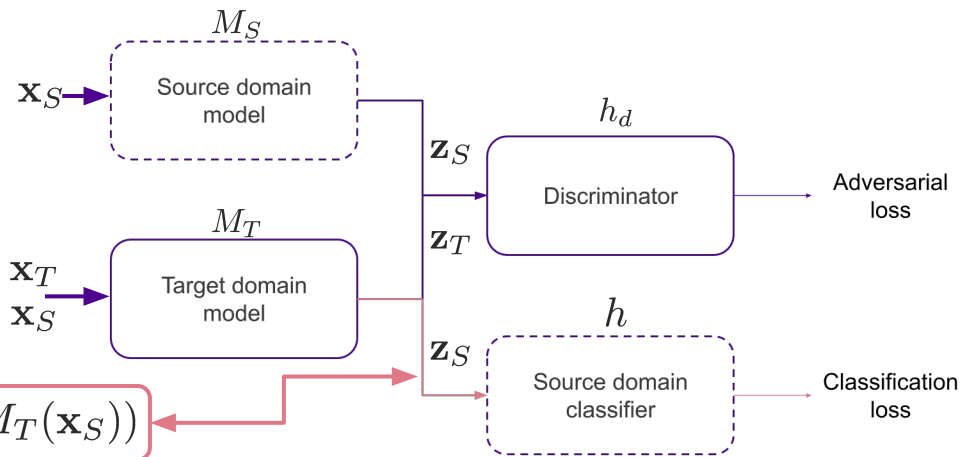 M_S
x_S
Source domain
model
h_d
z_S
Discriminator
Adversarial
loss
z_T
M_T
x_T
x_S
Target domain
model
h
z_S
Source domain
classifier
Classification
loss
M_T(x_S))